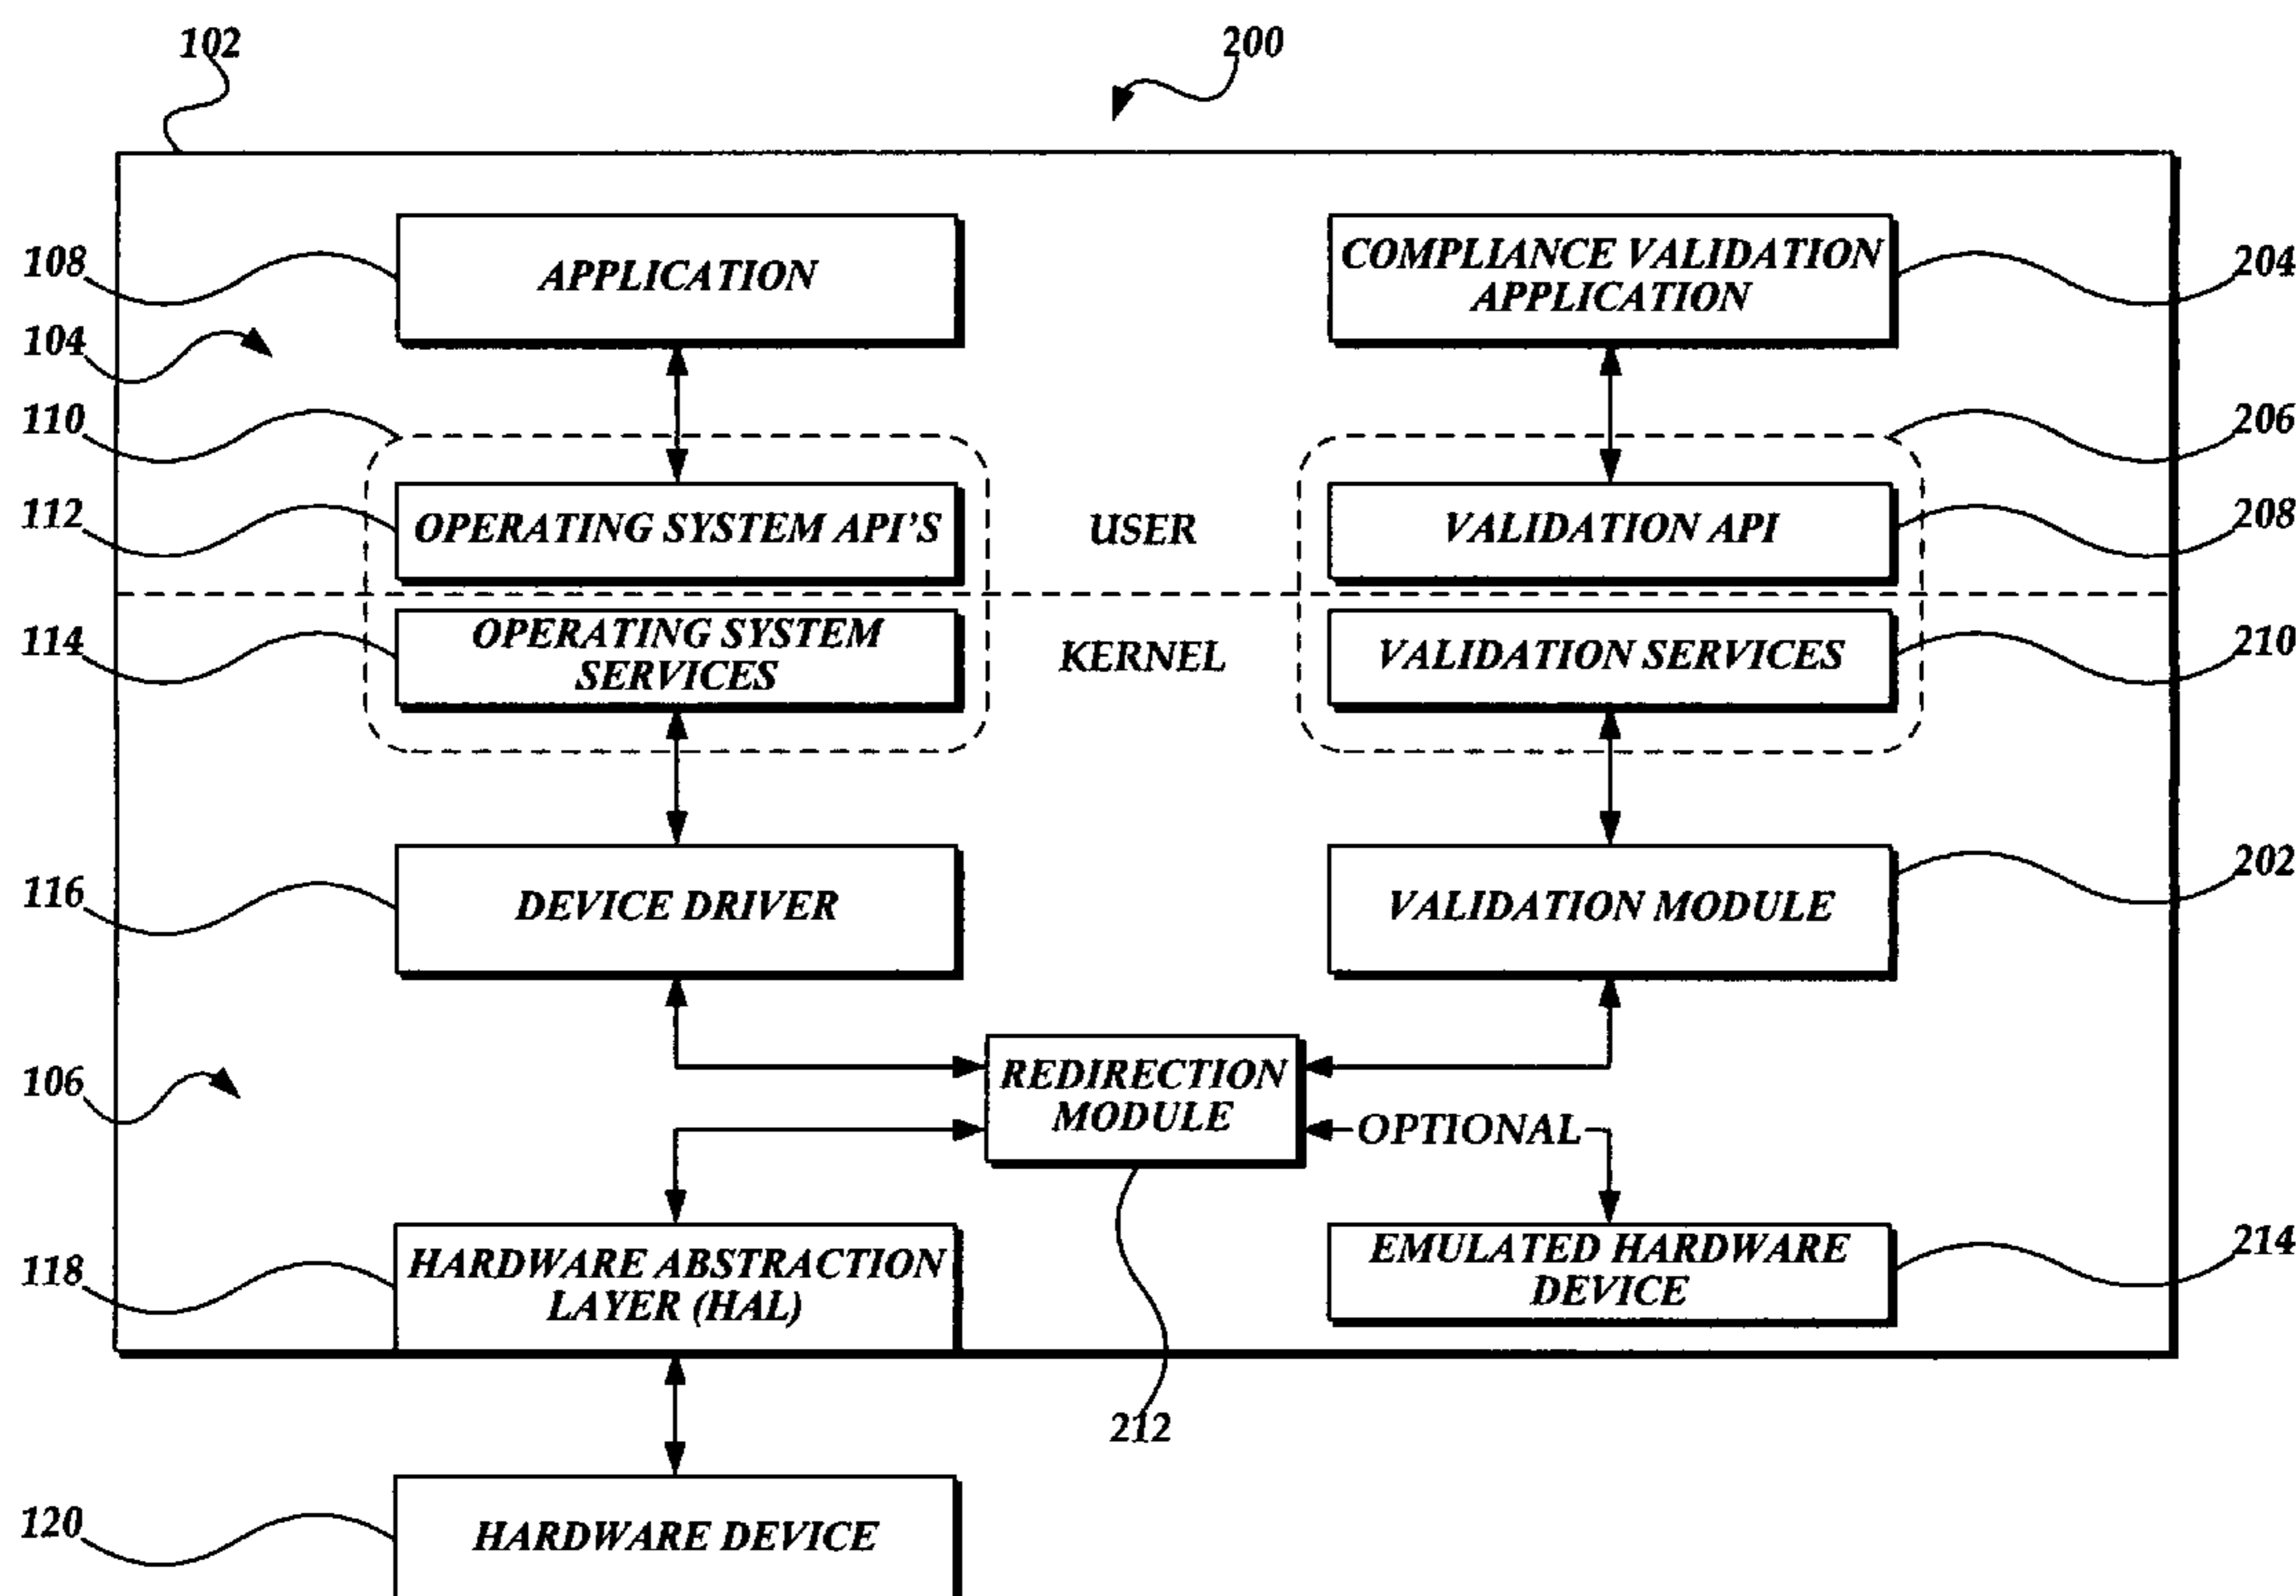 102
200
APPLICATION
COMPLIANCE VALIDATION
APPLICATION
108
204
104
110
206
112
OPERATING SYSTEM API'S
USER
VALIDATION API
208
114
OPERATING SYSTEM
SERVICES
KERNEL
VALIDATION SERVICES
210
116
DEVICE DRIVER
VALIDATION MODULE
202
106
REDIRECTION
MODULE
OPTIONAL
118
HARDWARE ABSTRACTION
LAYER (HAL)
EMULATED HARDWARE
DEVICE
214
212
120
HARDWARE DEVICE